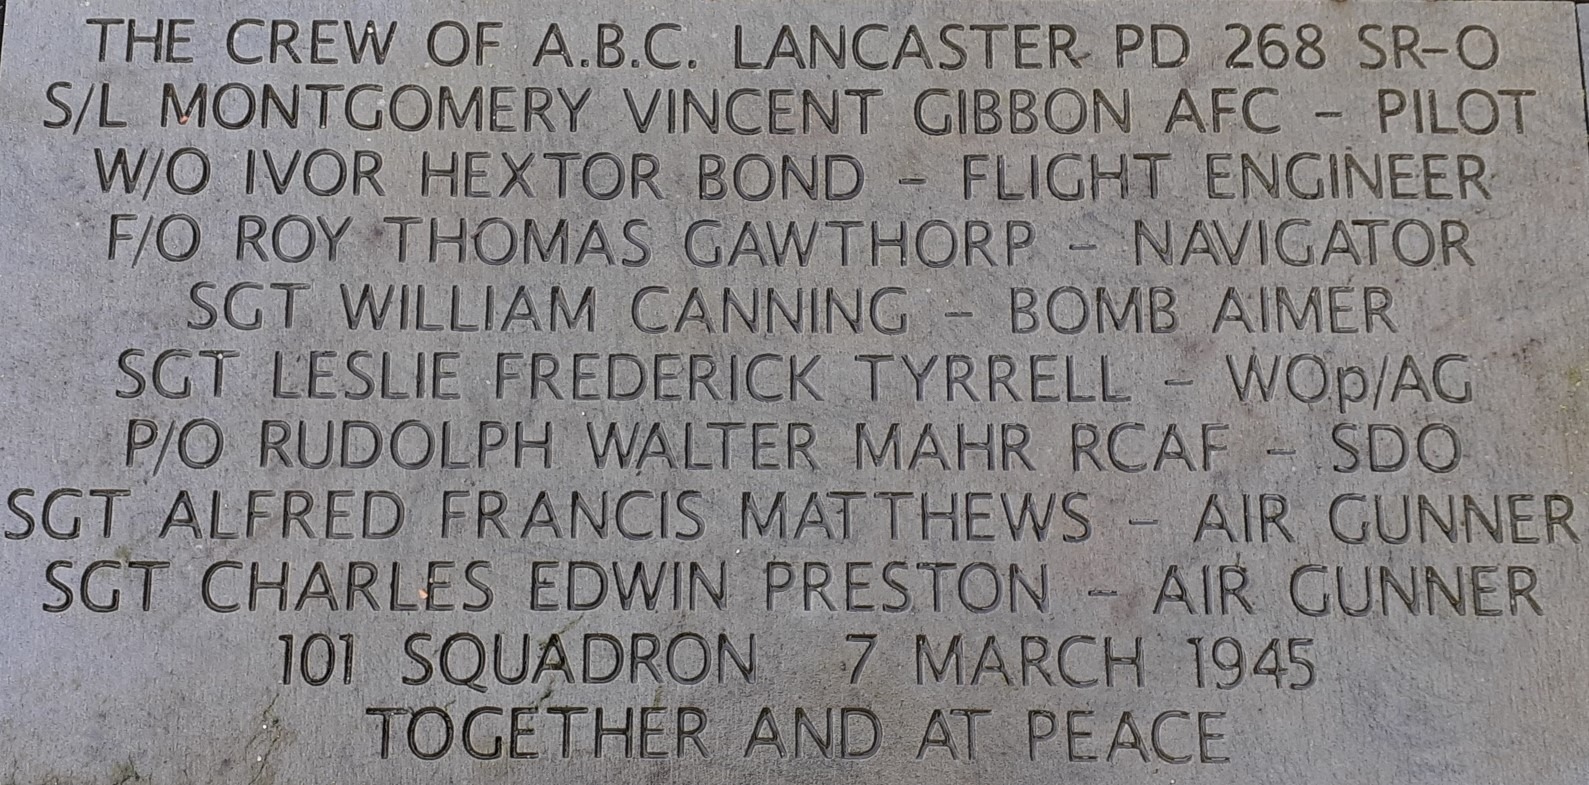 THE CREW OF A.B.C. LANCASTER PD 268 SR-O
S/L MONTGOMERY VINCENT GIBBON AFC - PILOT
W/O IVOR HEXTOR BOND - FLIGHT ENGINEER
F/O ROY THOMAS GAWTHORP - NAVIGATOR
SGT WILLIAM CANNING - BOMB AIMER
SGT LESLIE FREDERICK TYRRELL - WOp/AG
P/O RUDOLPH WALTER MAHR RCAF - SDO
SGT ALFRED FRANCIS MATTHEWS - AIR GUNNER
SGT CHARLES EDWIN PRESTON - AIR GUNNER
101 SQUADRON 7 MARCH 1945
TOGETHER AND AT PEACE